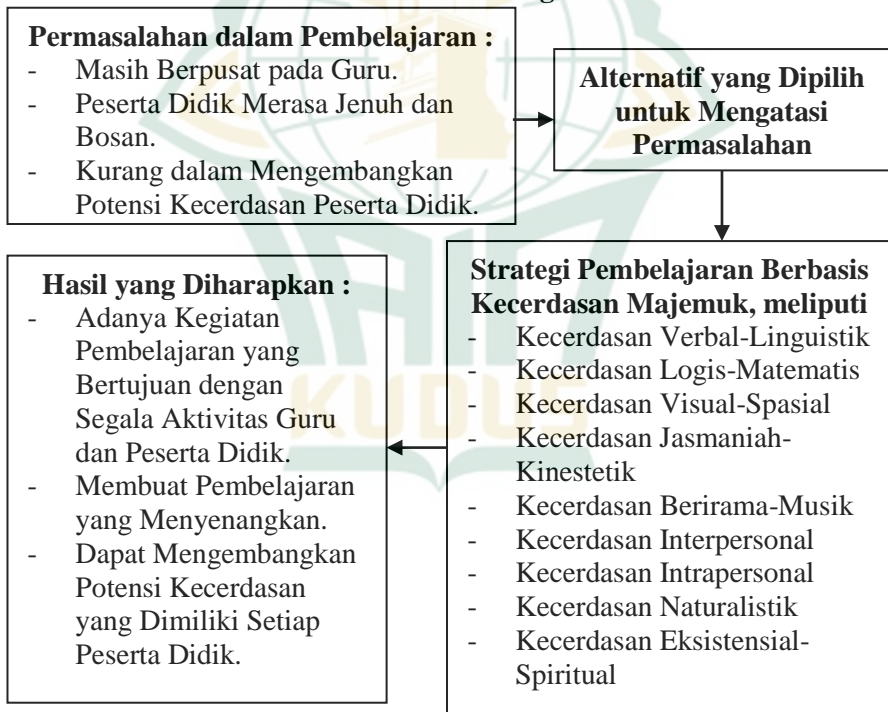 Permasalahan dalam Pembelajaran :
- Masih Berpusat pada Guru.
- Peserta Didik Merasa Jenuh dan
Bosan.
- Kurang dalam Mengembangkan
Potensi Kecerdasan Peserta Didik.
Alternatif yang Dipilih
untuk Mengatasi
Permasalahan
Strategi Pembelajaran Berbasis
Kecerdasan Majemuk, meliputi
- Kecerdasan Verbal-Linguistik
- Kecerdasan Logis-Matematis
- Kecerdasan Visual-Spasial
- Kecerdasan Jasmaniah-
Kinestetik
- Kecerdasan Berirama-Musik
- Kecerdasan Interpersonal
- Kecerdasan Intrapersonal
- Kecerdasan Naturalistik
- Kecerdasan Eksistensial-
Spiritual
Hasil yang Diharapkan :
- Adanya Kegiatan
Pembelajaran yang
Bertujuan dengan
Segala Aktivitas Guru
dan Peserta Didik.
- Membuat Pembelajaran
yang Menyenangkan.
- Dapat Mengembangkan
Potensi Kecerdasan
yang Dimiliki Setiap
Peserta Didik.
KUDUS